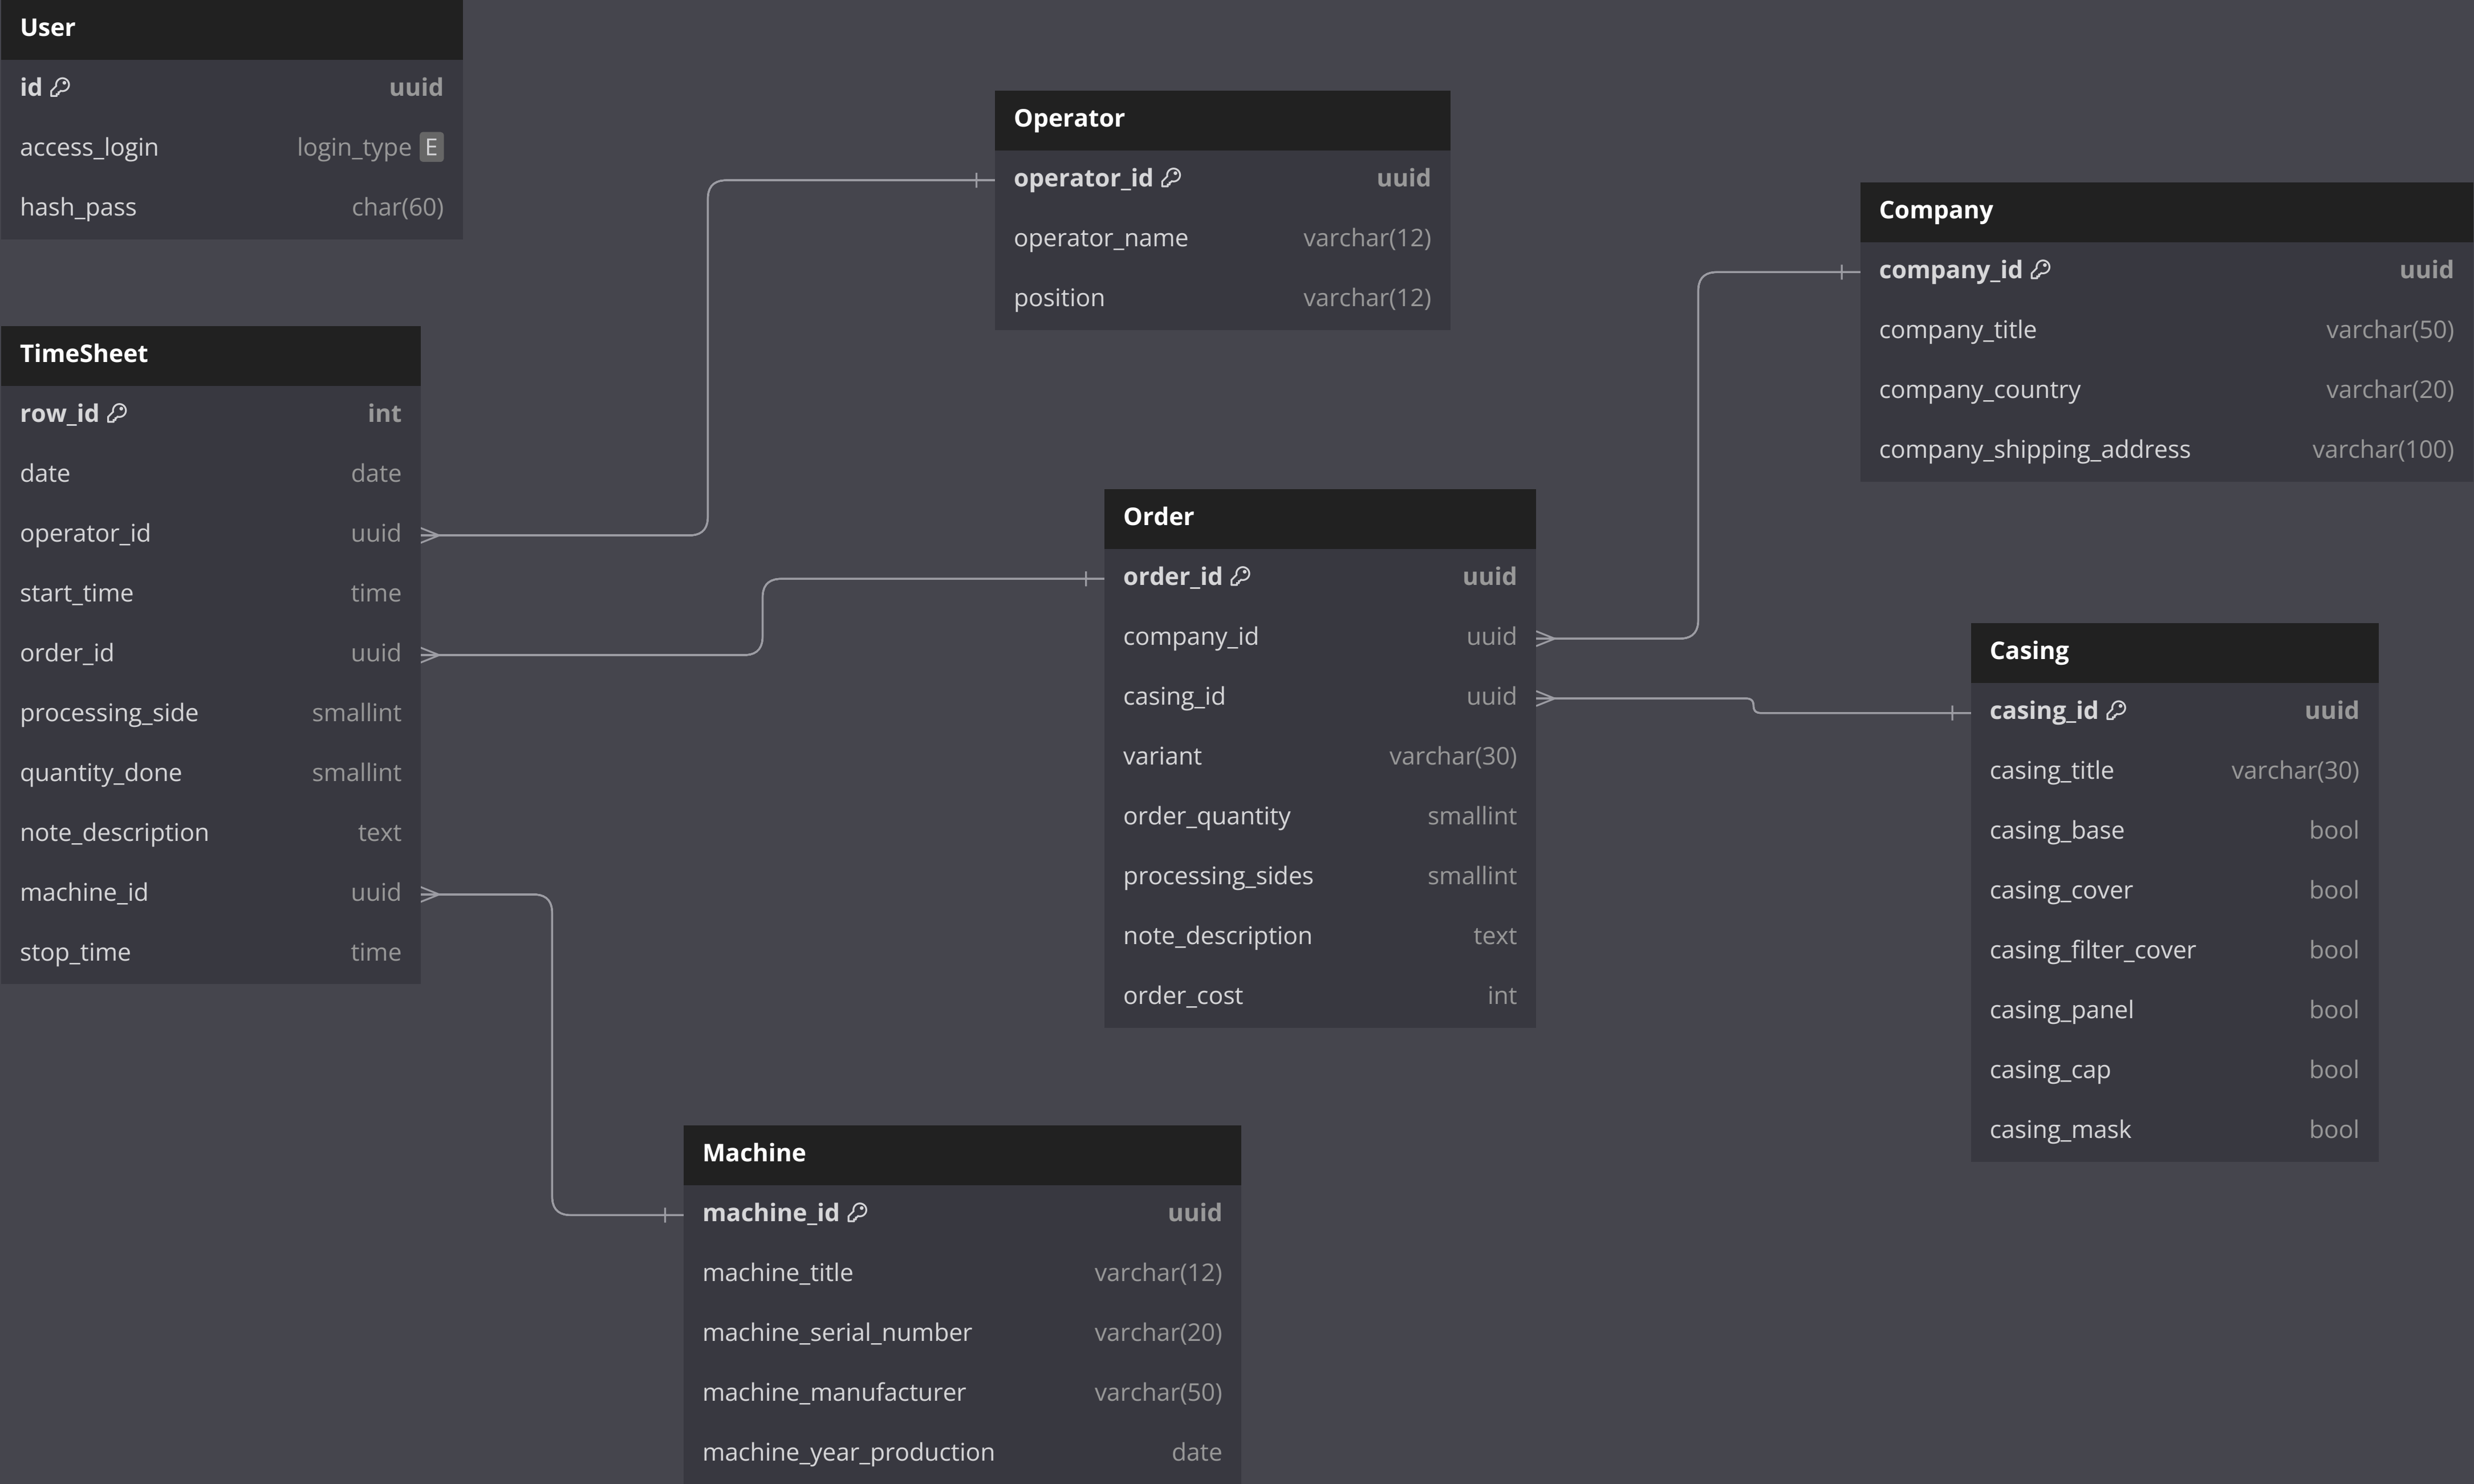 User
id uuid
access_login login_type E
hash_pass char(60)
TimeSheet
row_id int
date date
operator_id uuid
start_time time
order_id uuid
processing_side smallint
quantity_done smallint
note_description text
machine_id uuid
stop_time time
Operator
operator_id uuid
operator_name varchar(12)
position varchar(12)
Order
order_id uuid
company_id uuid
casing_id uuid
variant varchar(30)
order_quantity smallint
processing_sides smallint
note_description text
order_cost int
Machine
machine_id uuid
machine_title varchar(12)
machine_serial_number varchar(20)
machine_manufacturer varchar(50)
machine_year_production date
Company
company_id uuid
company_title varchar(50)
company_country varchar(20)
company_shipping_address varchar(100)
Casing
casing_id uuid
casing_title varchar(30)
casing_base bool
casing_cover bool
casing_filter_cover bool
casing_panel bool
casing_cap bool
casing_mask bool